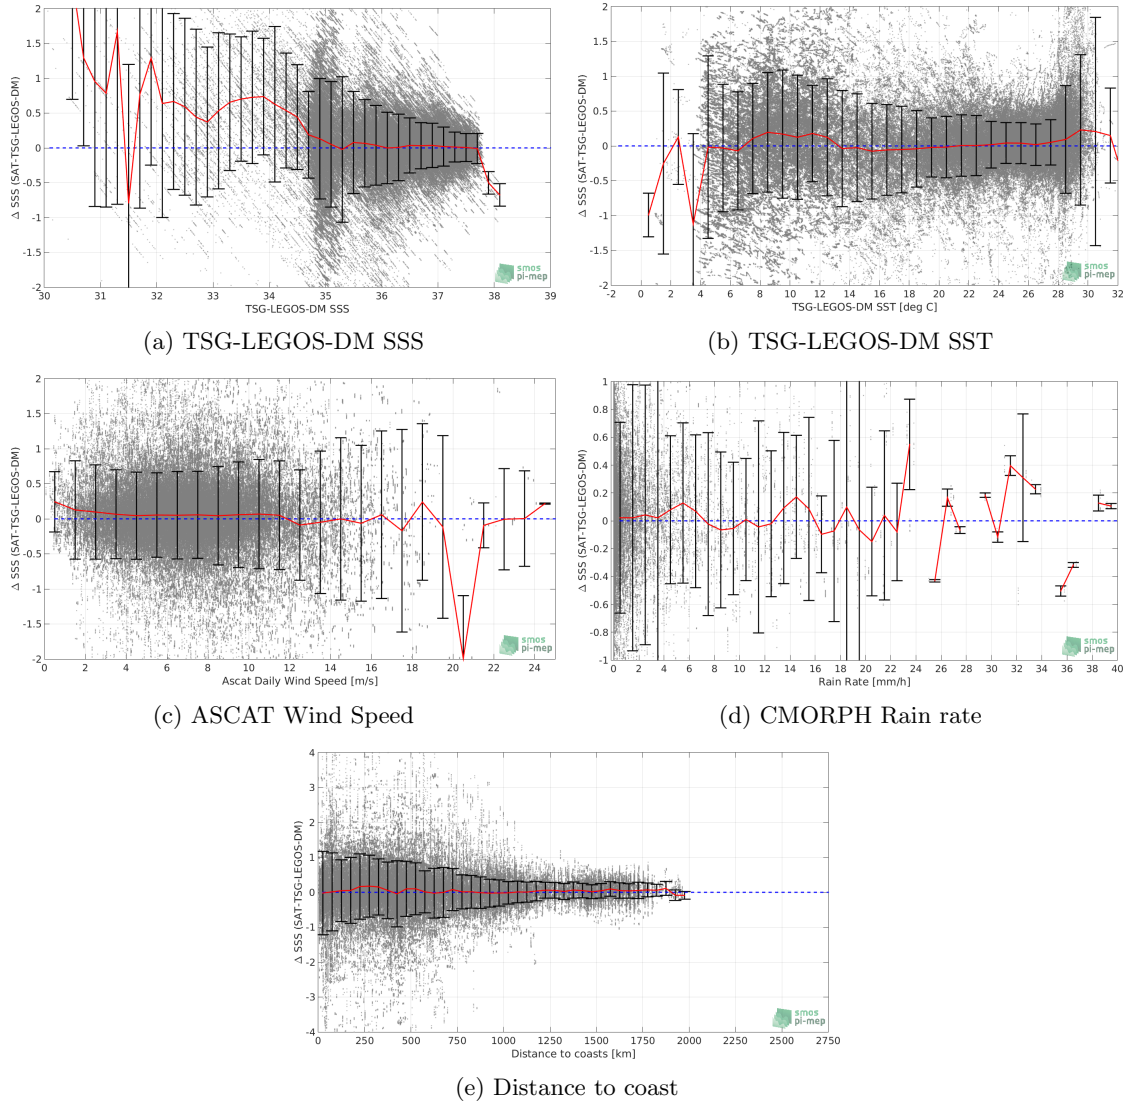 2
1.5
1
0.5
0
-0.5
-1
-1.5
-2
Δ SSS (SAT-TSG-LEGOS-DM)
30 31 32 33 34 35 36 37 38 39
TSG-LEGOS-DM SSS
smos
pi-mep
(a) TSG-LEGOS-DM SSS
2
1.5
1
0.5
0
-0.5
-1
-1.5
-2
Δ SSS (SAT-TSG-LEGOS-DM)
-2 0 2 4 6 8 10 12 14 16 18 20 22 24 26 28 30 32
TSG-LEGOS-DM SST [deg C]
smos
pi-mep
(b) TSG-LEGOS-DM SST
2
1.5
1
0.5
0
-0.5
-1
-1.5
-2
Δ SSS (SAT-TSG-LEGOS-DM)
0 2 4 6 8 10 12 14 16 18 20 22 24
Ascat Daily Wind Speed [m/s]
smos
pi-mep
(c) ASCAT Wind Speed
1
0.8
0.6
0.4
0.2
0
-0.2
-0.4
-0.6
-0.8
-1
Δ SSS (SAT-TSG-LEGOS-DM)
0 2 4 6 8 10 12 14 16 18 20 22 24 26 28 30 32 34 36 38 40
Rain Rate [mm/h]
smos
pi-mep
(d) CMORPH Rain rate
4
3
2
1
0
-1
-2
-3
-4
Δ SSS (SAT-TSG-LEGOS-DM)
0 250 500 750 1000 1250 1500 1750 2000 2250 2500 2750
Distance to coasts [km]
smos
pi-mep
(e) Distance to coast